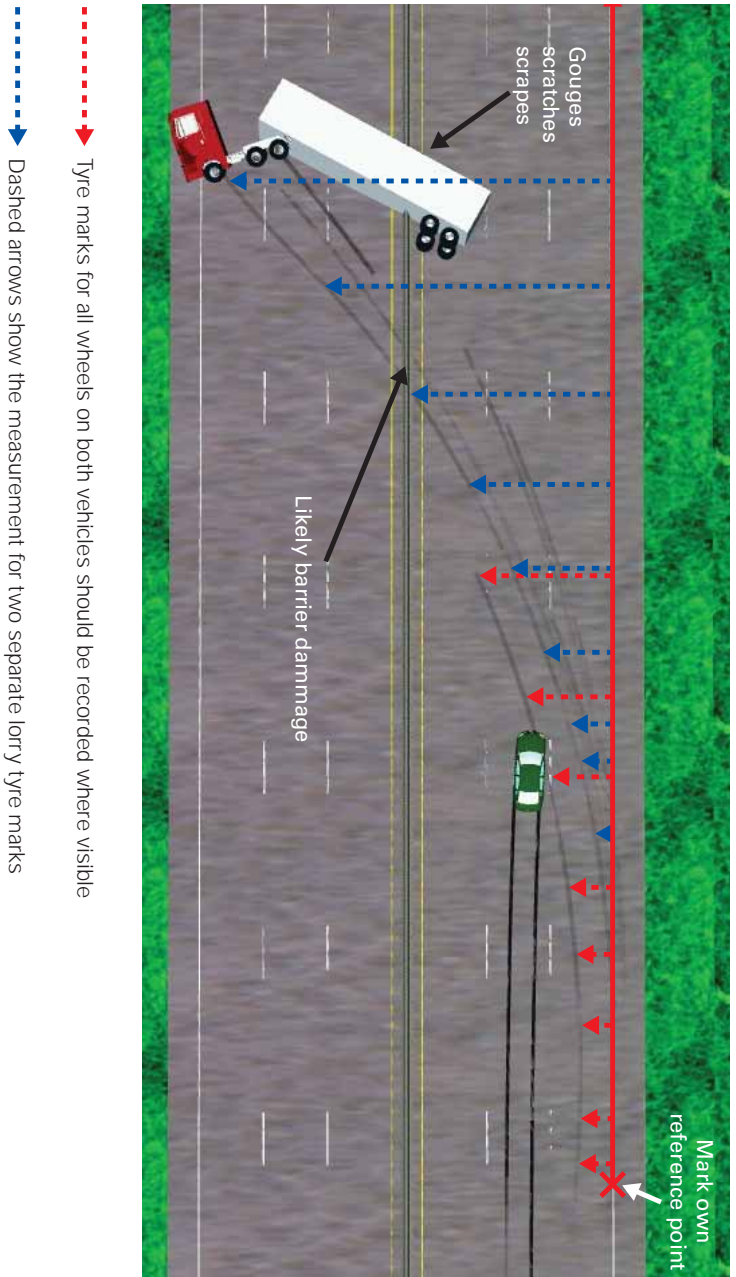 Mark own
reference point
Gouges
scratches
scrapes
Likely barrier dammage
Tyre marks for all wheels on both vehicles should be recorded where visible
Dashed arrows show the measurement for two separate lorry tyre marks